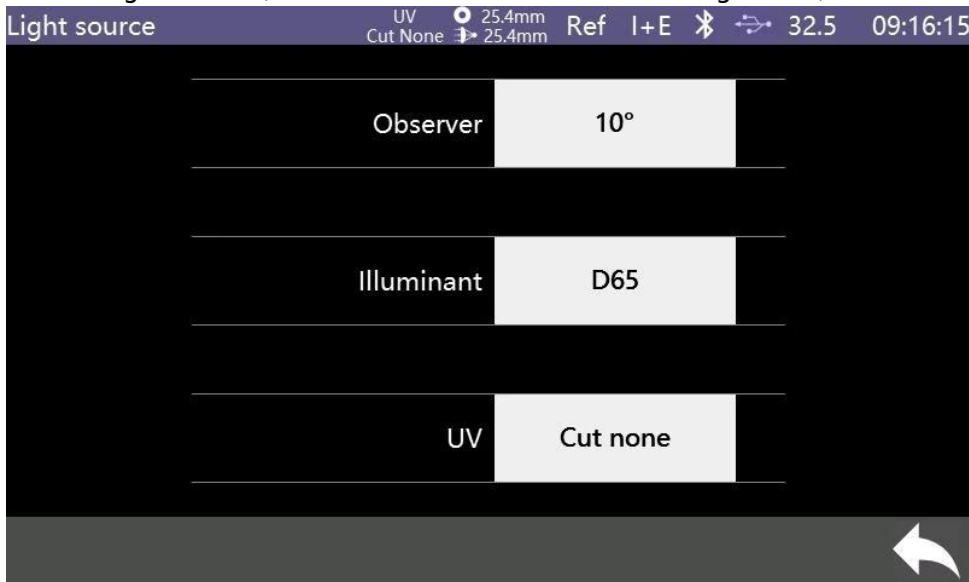 Light source
UV 25.4mm
Cut None 25.4mm
Ref I+E 32.5 09:16:15
Observer 10°
Illuminant D65
UV Cut none